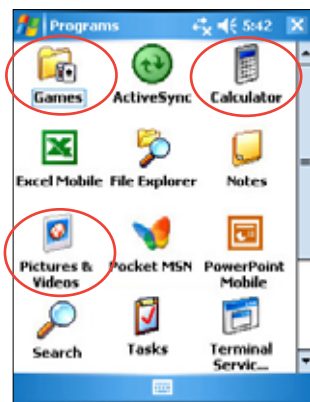 Programs 5:42
Games ActiveSync Calculator
Excel Mobile File Explorer Notes
Pictures & Pocket MSN PowerPoint
Videos Mobile
Search Tasks Terminal
Servic...